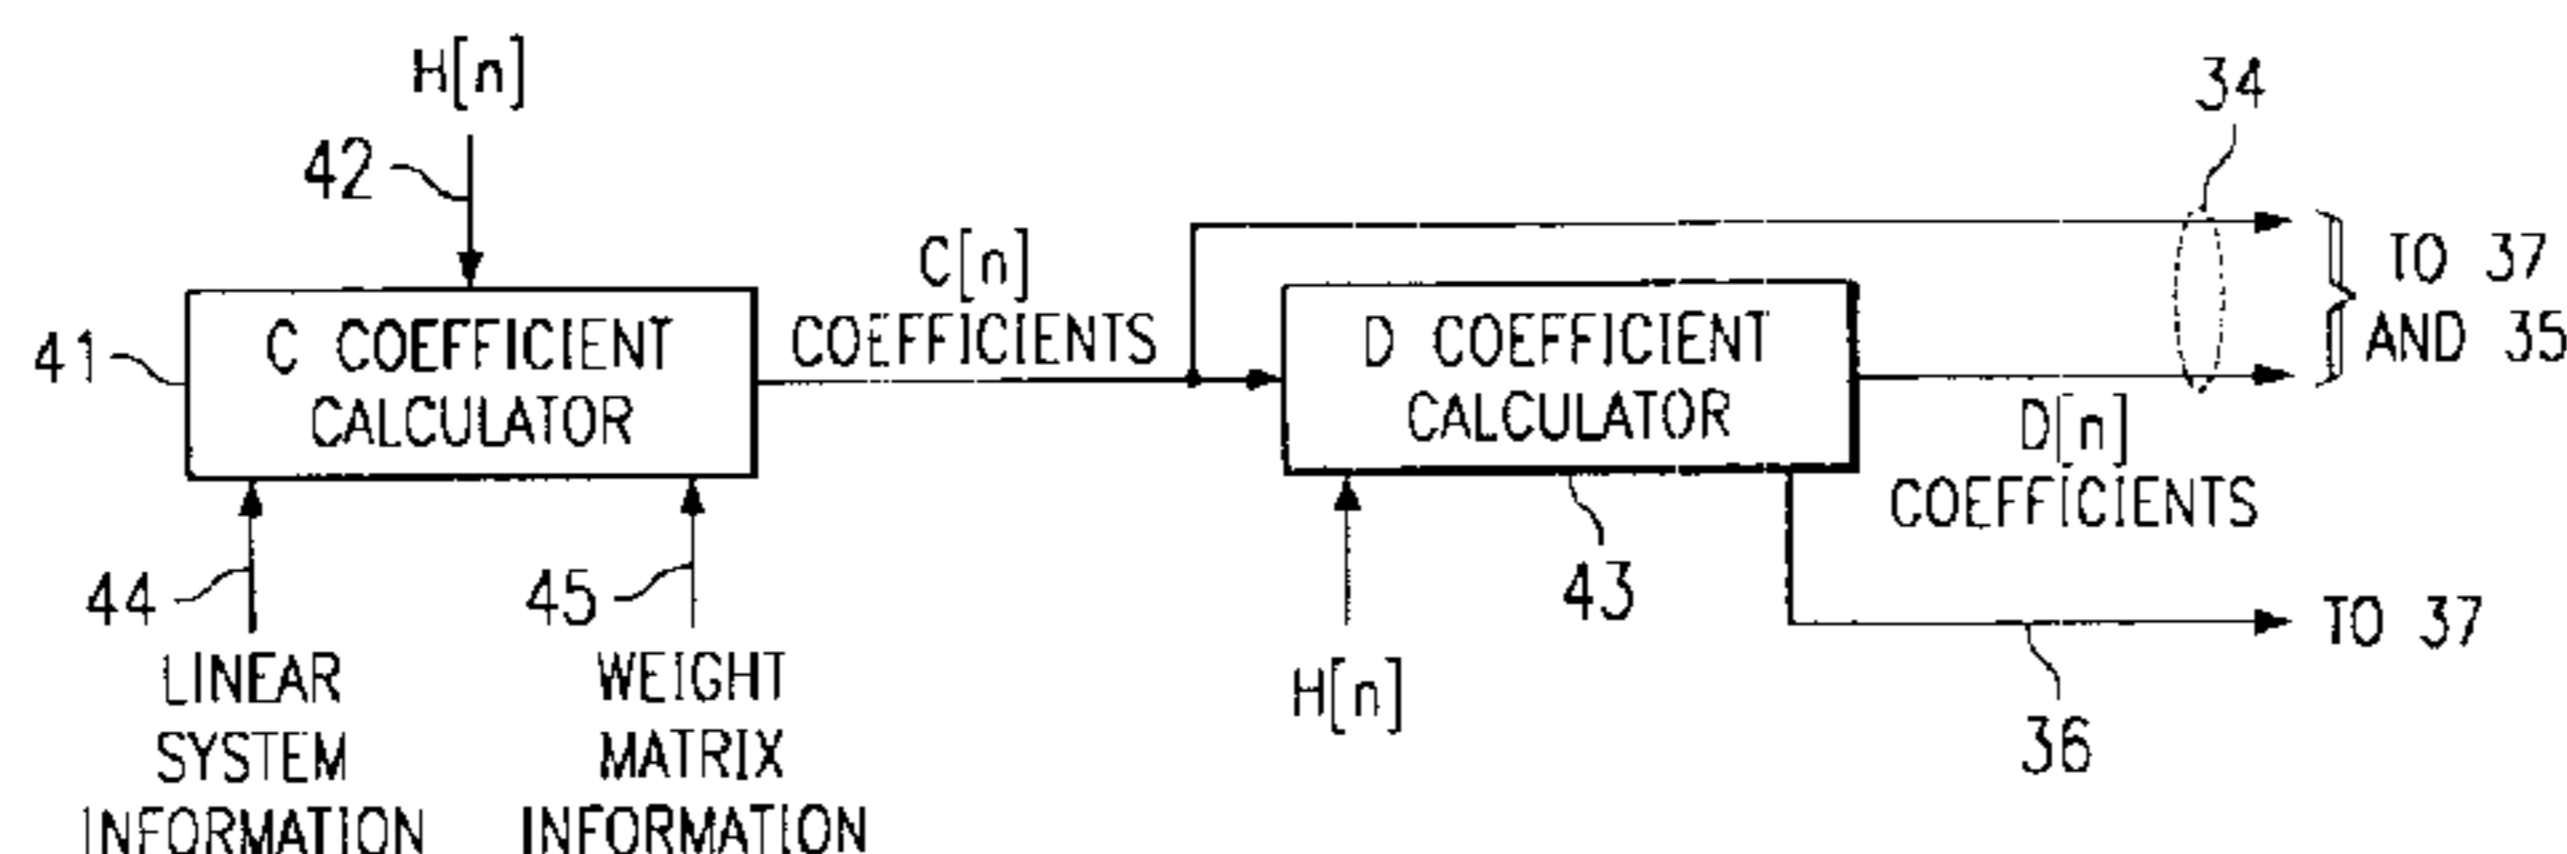 H[n]
42
34
C[n]
COEFFICIENTS
TO 37
AND 35
41
C COEFFICIENT
CALCULATOR
D COEFFICIENT
CALCULATOR
D[n]
COEFFICIENTS
44
45
43
H[n]
TO 37
36
LINEAR
SYSTEM
INFORMATION
WEIGHT
MATRIX
INFORMATION